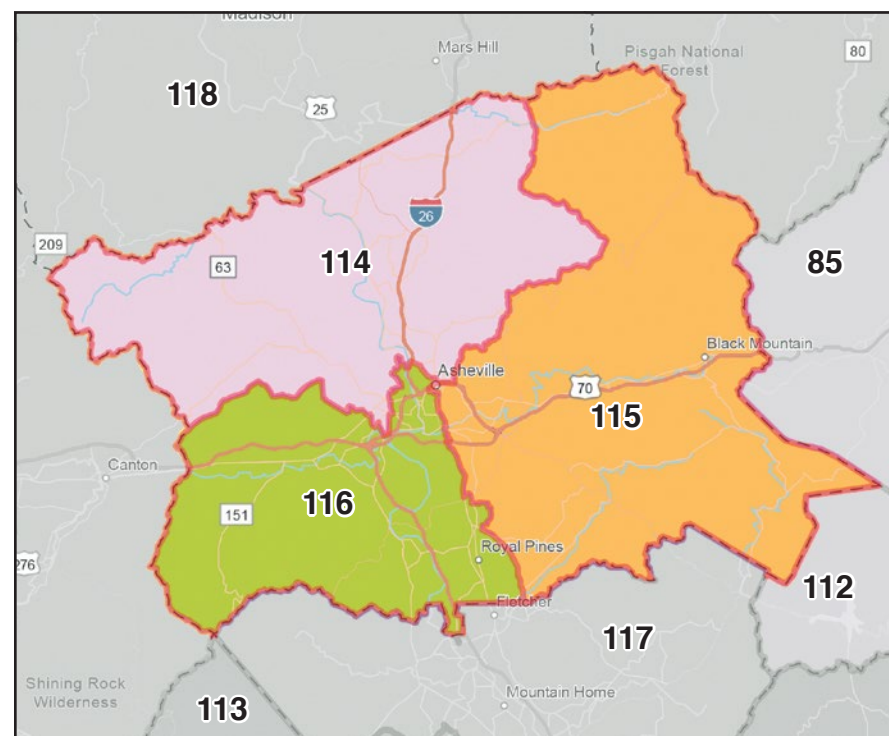 Madison
Mars Hill
Pisgah National
Forest
80
118
25
26
209
63
114
85
Black Mountain
Asheville
70
115
Canton
116
151
Royal Pines
276
112
Fletcher
117
Shining Rock
Wilderness
113
Mountain Home